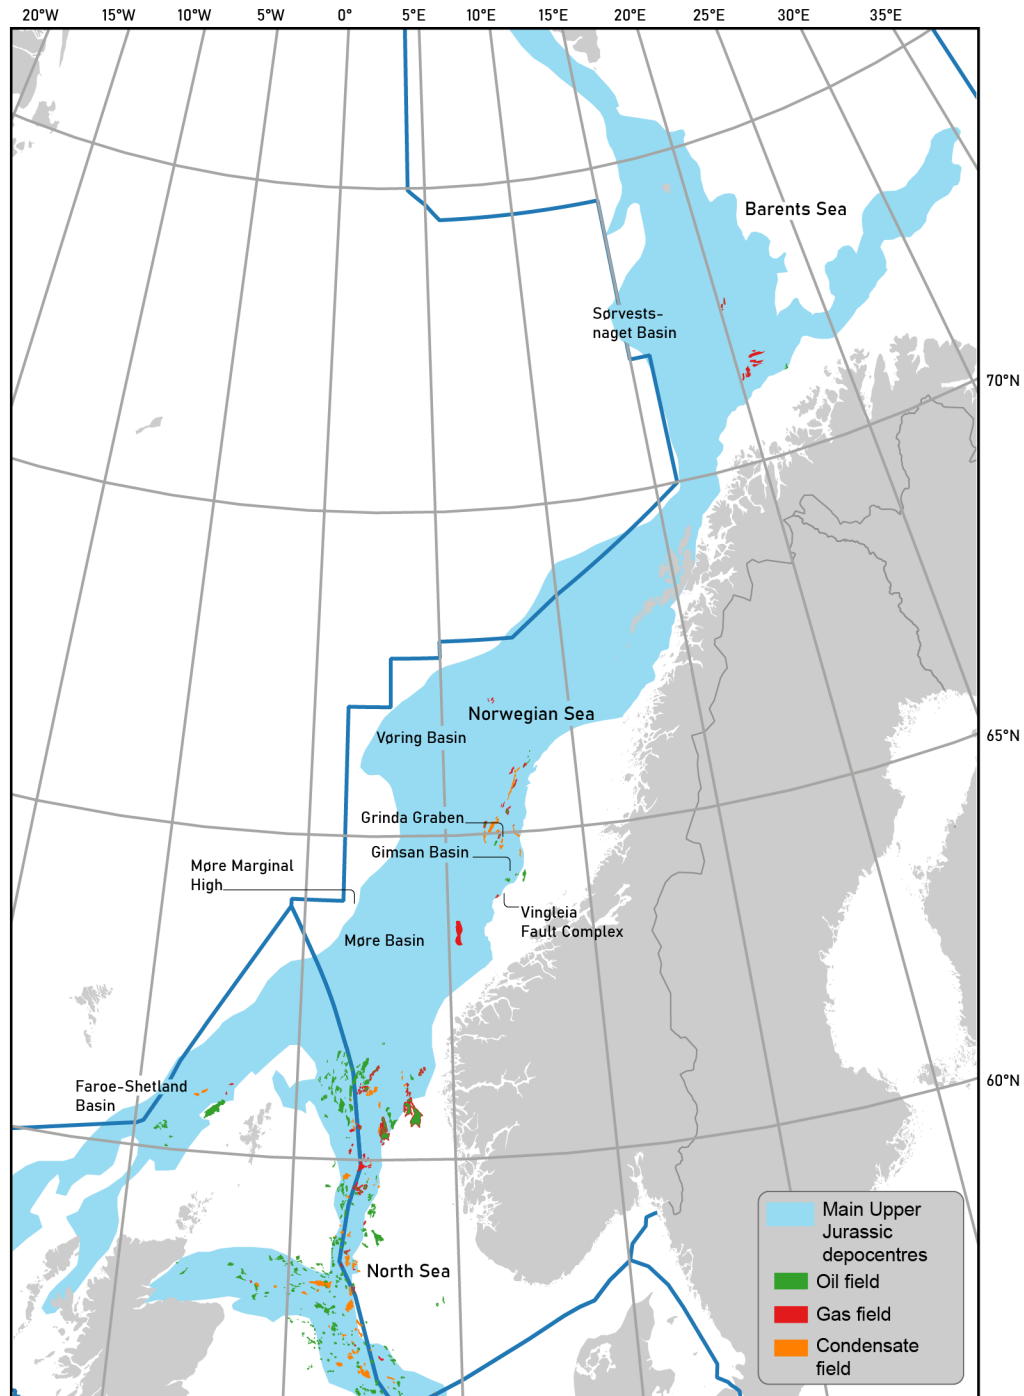 20°W 10°W 5°W 0° 5°E 10°E 15°E 20°E 25°E 30°E 35°E
Barents Sea
Sørvests-
naget Basin
70°N
Norwegian Sea
65°N
Vøring Basin
Grinda Graben
Gimsan Basin
Møre Marginal
High
Vingleia
Fault Complex
Møre Basin
60°N
Faroe-Shetland
Basin
North Sea
Main Upper
Jurassic
depocentres
Oil field
Gas field
Condensate
field